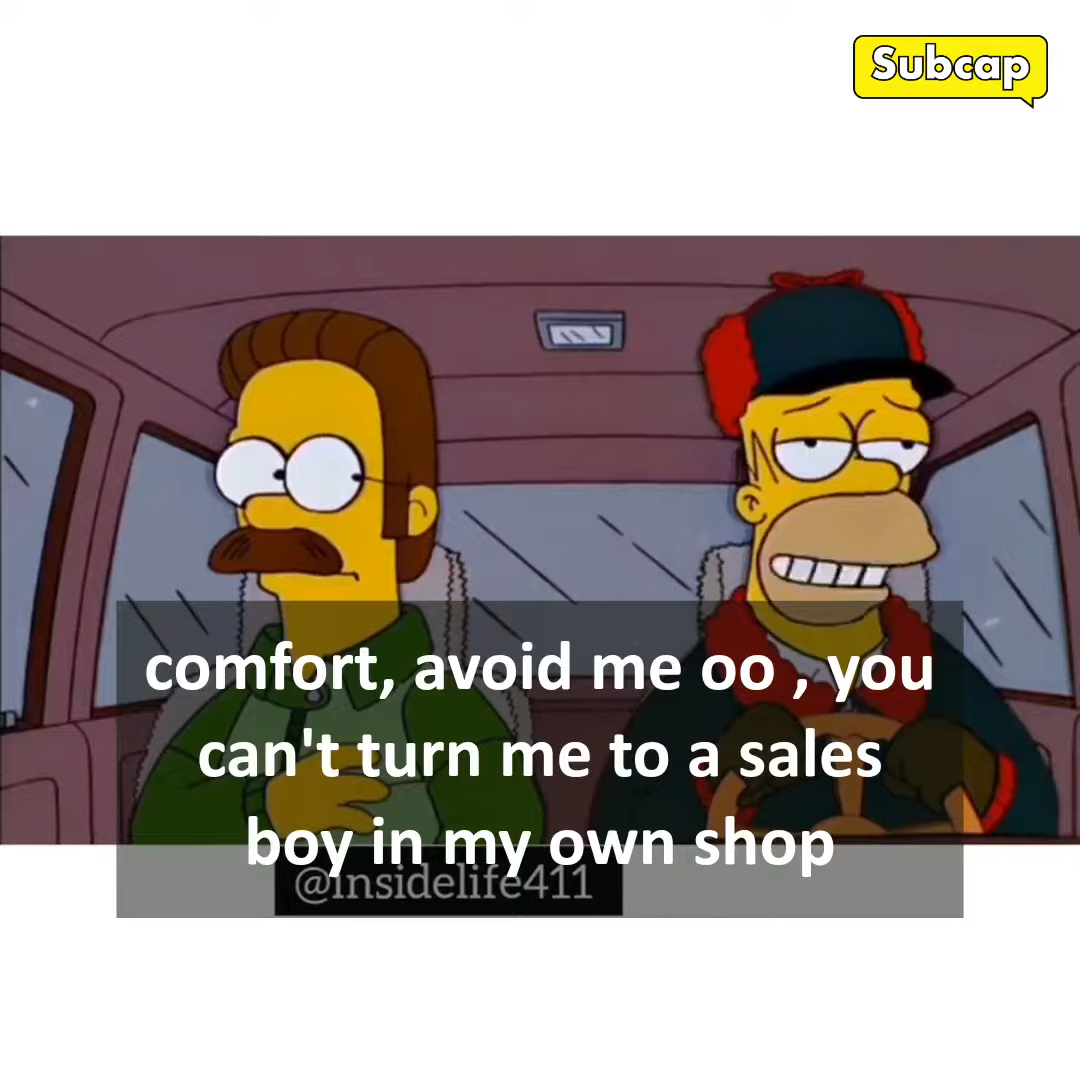 Subcap
comfort, avoid me oo , you
can't turn me to a sales
boy in my own shop
@insidelife411